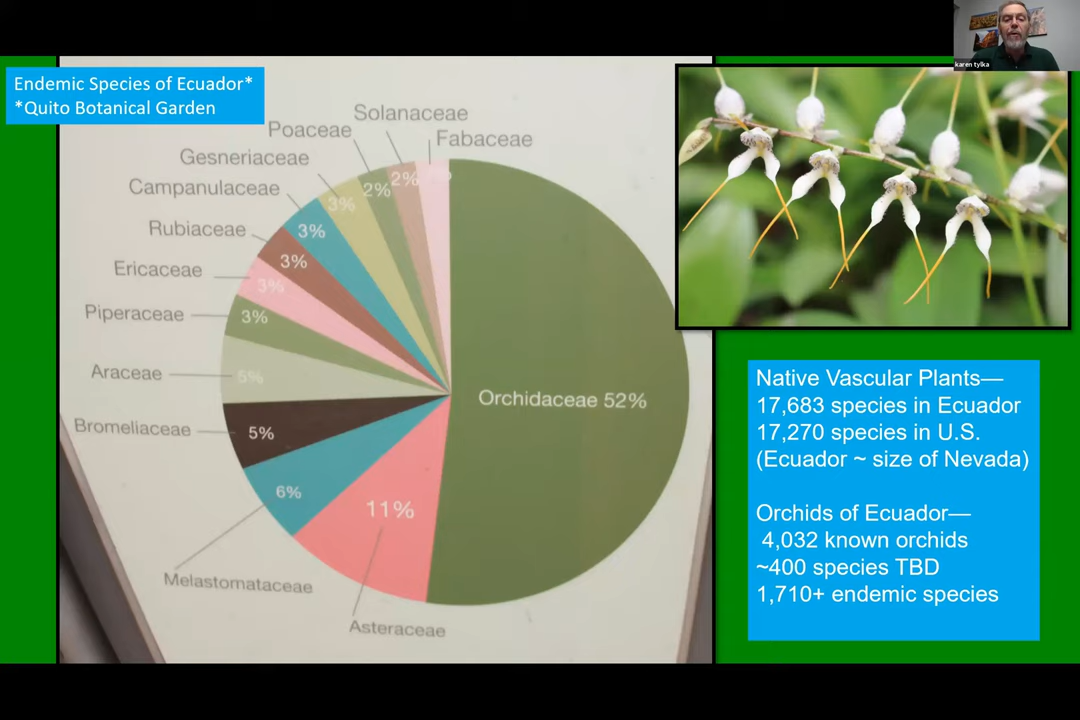 karen tylka
Endemic Species of Ecuador*
*Quito Botanical Garden
Solanaceae
Poaceae
Fabaceae
Gesneriaceae
Campanulaceae
Rubiaceae
Ericaceae
Piperaceae
Araceae
Bromeliaceae
Melastomataceae
Asteraceae
2%
2%
3%
3%
3%
3%
3%
5%
5%
6%
11%
Orchidaceae 52%
Native Vascular Plants—
17,683 species in Ecuador
17,270 species in U.S.
(Ecuador ~ size of Nevada)
Orchids of Ecuador—
4,032 known orchids
~400 species TBD
1,710+ endemic species